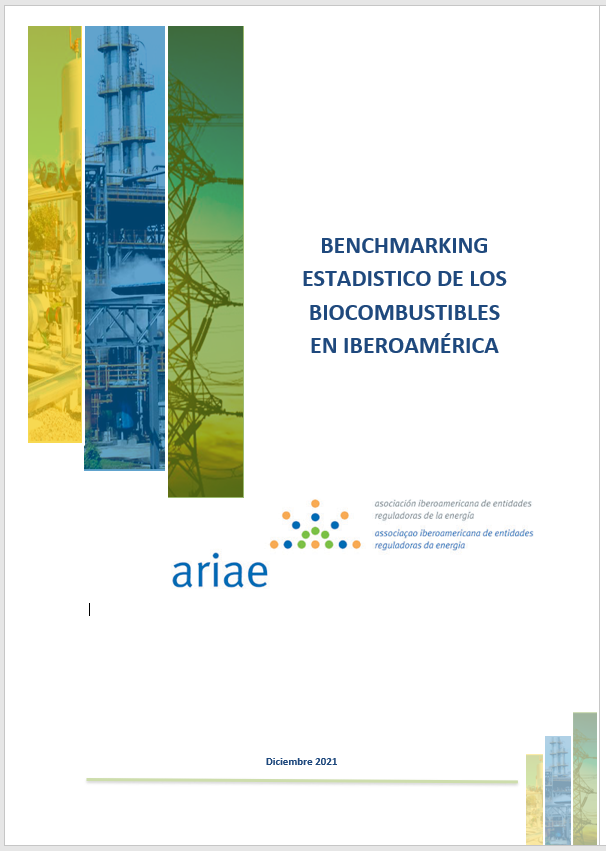 BENCHMARKING
ESTADISTICO DE LOS
BIOCOMBUSTIBLES
EN IBEROAMÉRICA
asociación iberoamericana de entidades
reguladoras de la energía
associaçao iberoamericana de entidades
reguladoras da energia
ariae
Diciembre 2021